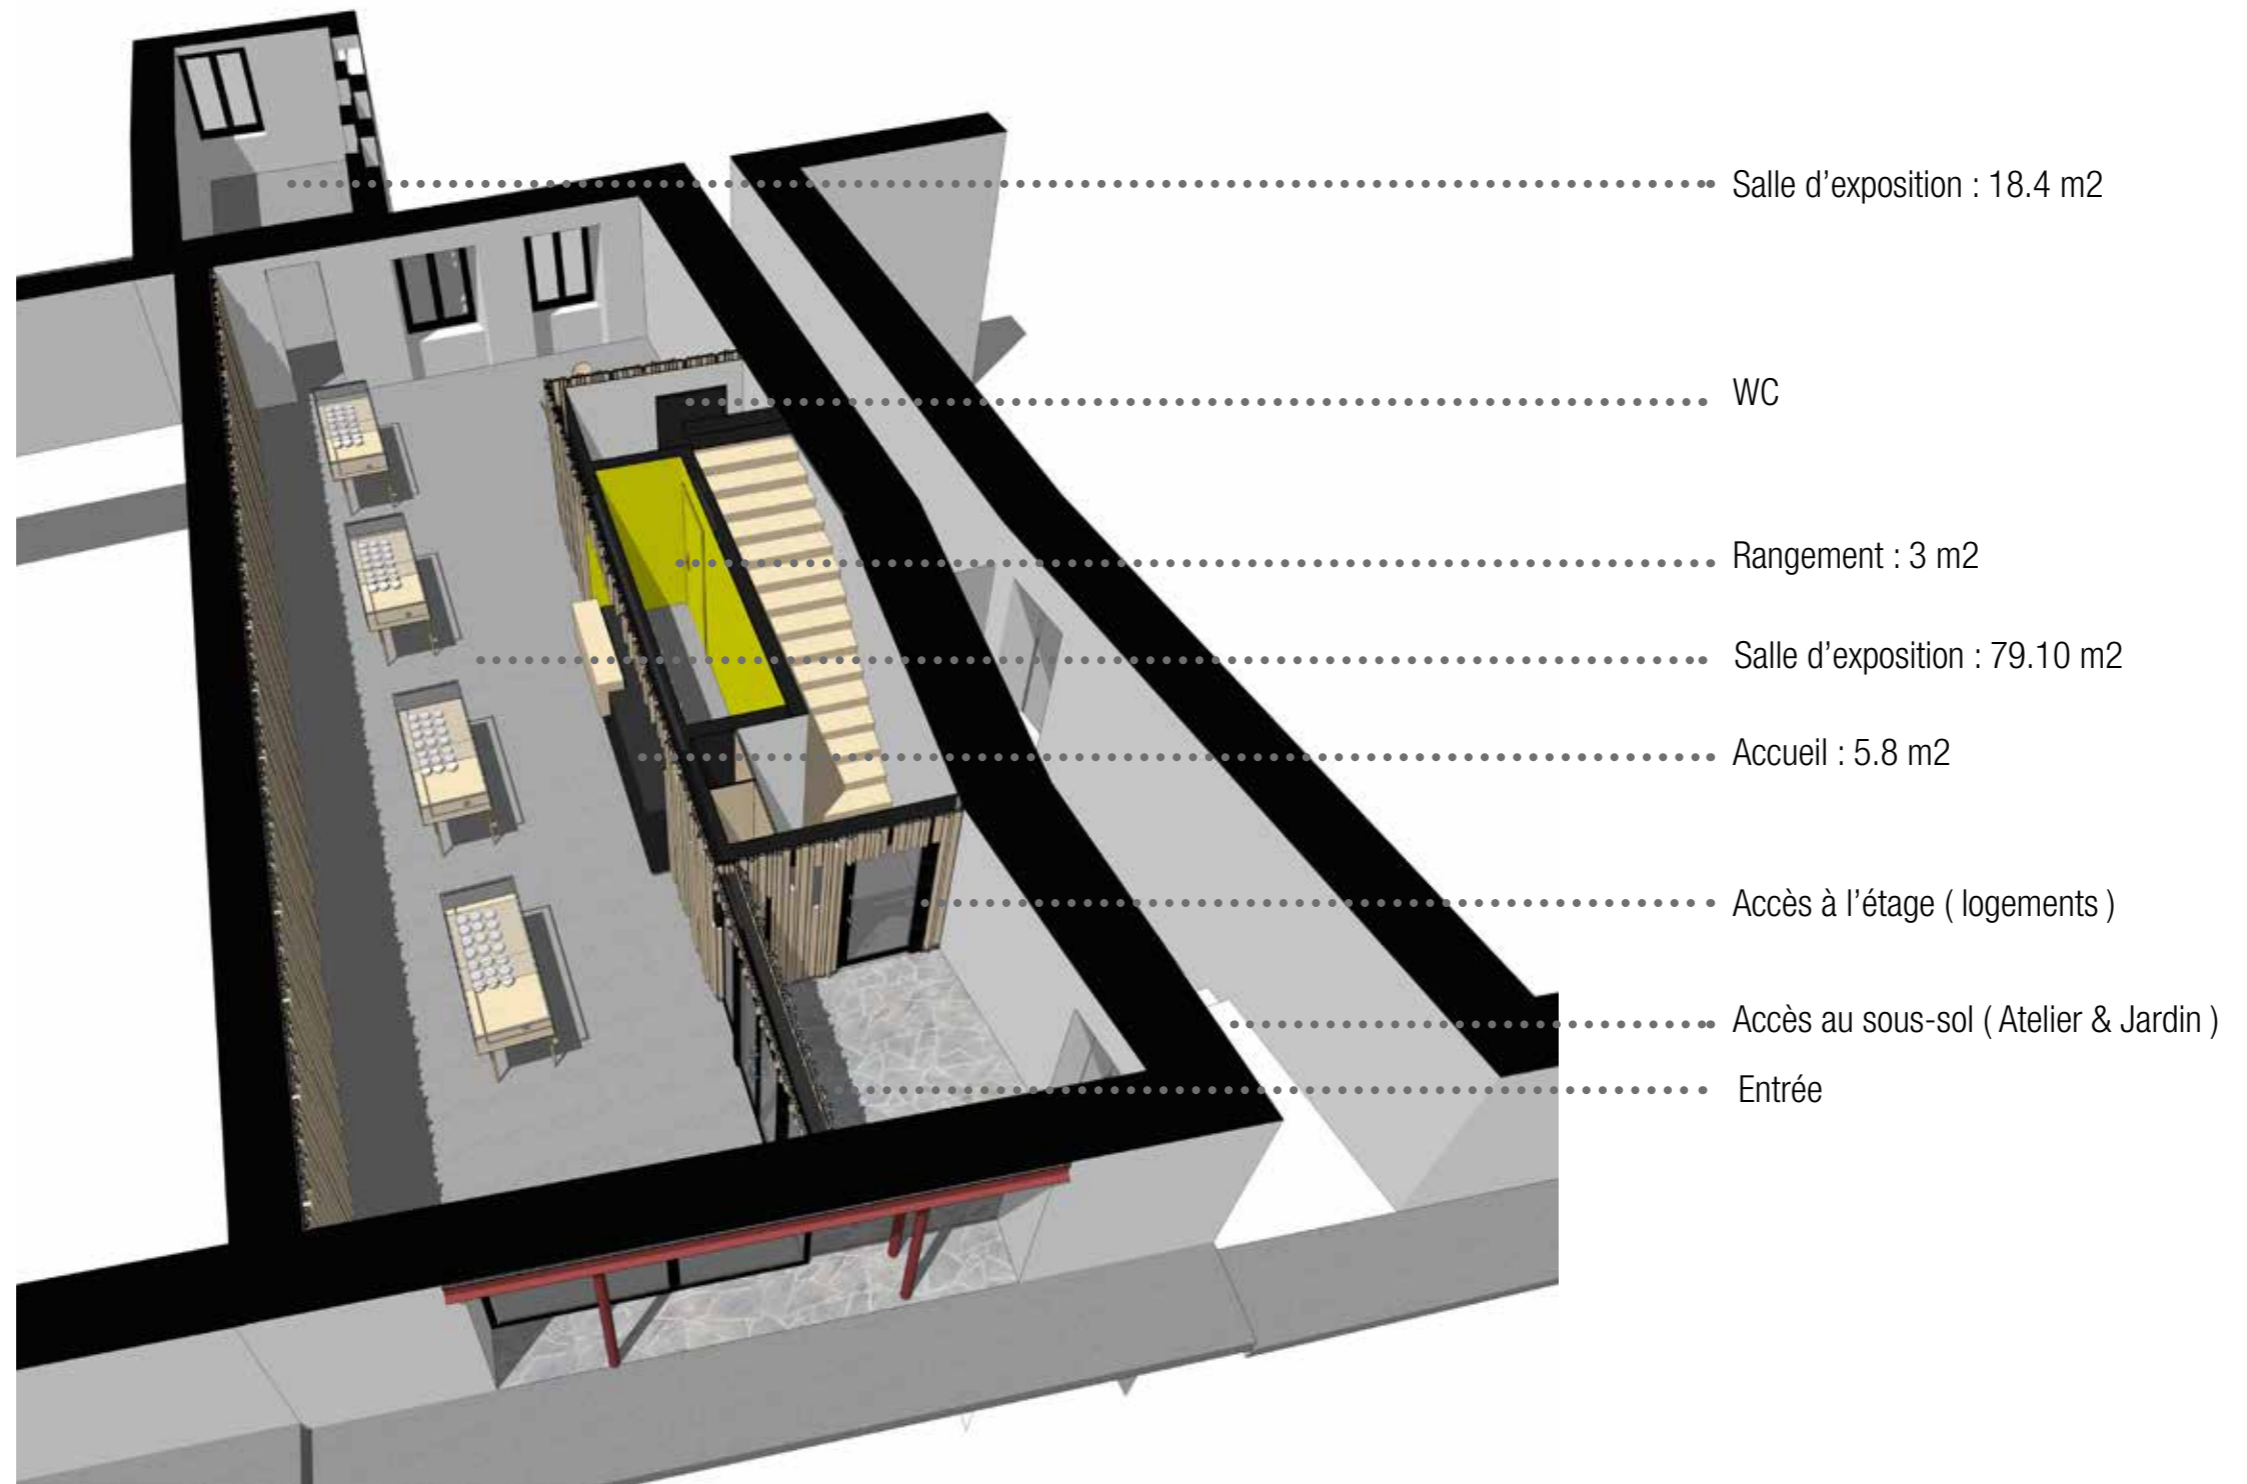 Salle d’exposition : 18.4 m2
WC
Rangement : 3 m2
Salle d’exposition : 79.10 m2
Accueil : 5.8 m2
Accès à l’étage ( logements )
Accès au sous-sol ( Atelier & Jardin )
Entrée